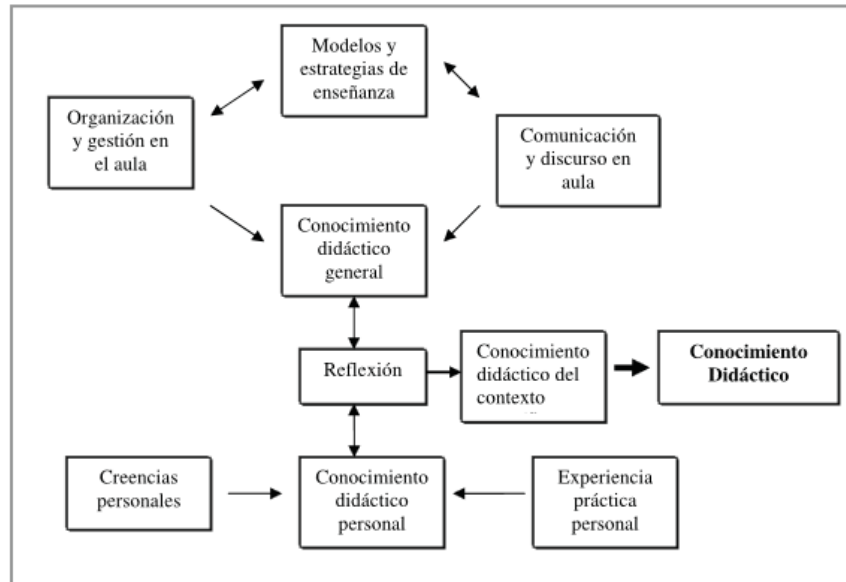 Modelos y
estrategias de
enseñanza
Organización
y gestión en
el aula
Comunicación
y discurso en
aula
Conocimiento
didáctico
general
Reflexión
Conocimiento
didáctico del
contexto
Conocimiento
Didáctico
Creencias
personales
Conocimiento
didáctico
personal
Experiencia
práctica
personal